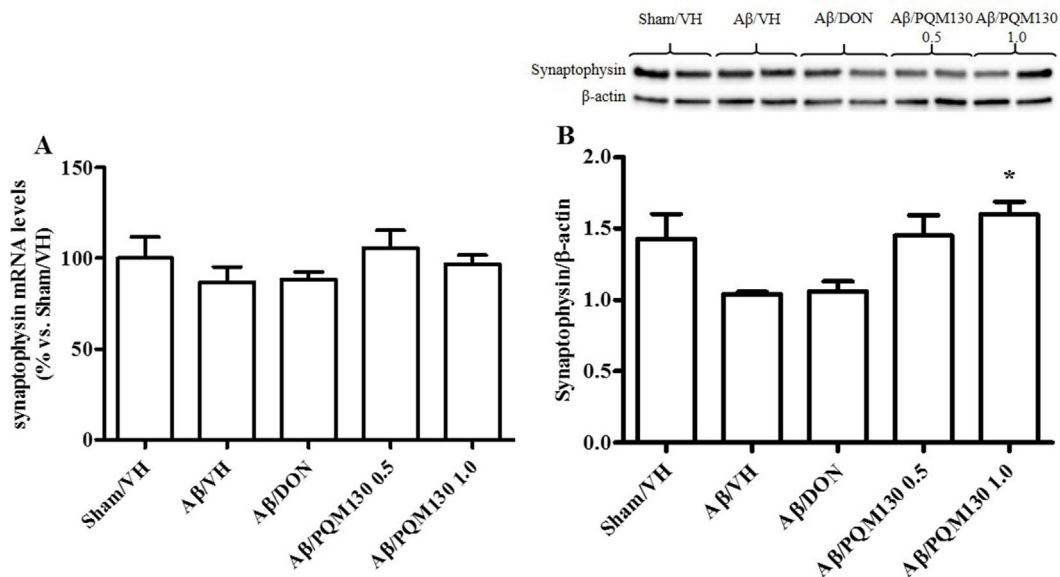 Sham/VH Aβ/VH Aβ/DON Aβ/PQM130 Aβ/PQM130
0.5 1.0
Synaptophysin
β-actin
A
synaptophysin mRNA levels
(% vs. Sham/VH)
150
100
50
0
Sham/VH
Aβ/VH
Aβ/DON
Aβ/PQM130 0.5
Aβ/PQM130 1.0
B
Synaptophysin/β-actin
2.0
1.5
1.0
0.5
0.0
*
Sham/VH
Aβ/VH
Aβ/DON
Aβ/PQM130 0.5
Aβ/PQM130 1.0